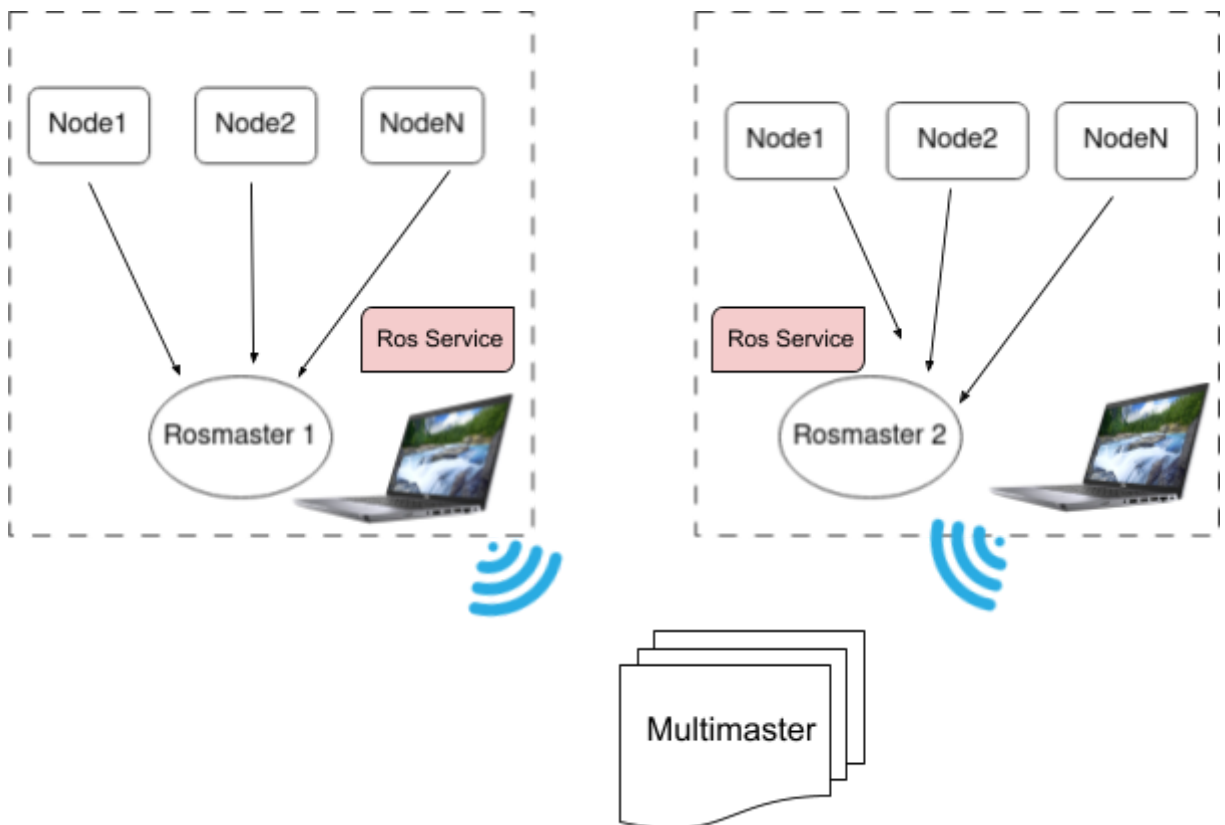 Node1
Node2
NodeN
Ros Service
Rosmaster 1
Node1
Node2
NodeN
Ros Service
Rosmaster 2
Multimaster